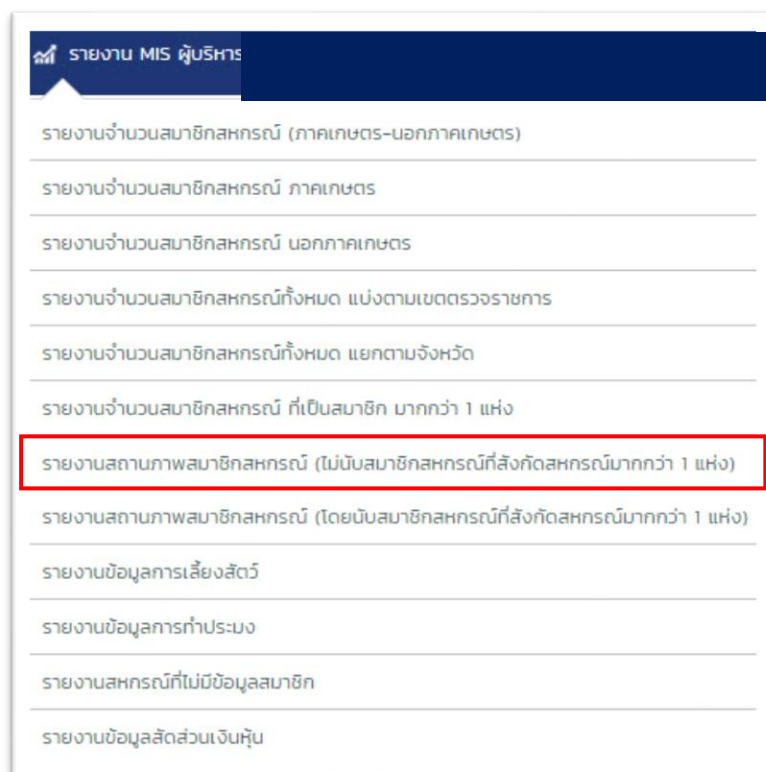 รายงาน MIS ผู้บริหาร
รายงานจำนวนสมาชิกสหกรณ์ (ภาคเกษตร-นอกภาคเกษตร)
รายงานจำนวนสมาชิกสหกรณ์ ภาคเกษตร
รายงานจำนวนสมาชิกสหกรณ์ นอกภาคเกษตร
รายงานจำนวนสมาชิกสหกรณ์ทั้งหมด แบ่งตามเขตตรวจราชการ
รายงานจำนวนสมาชิกสหกรณ์ทั้งหมด แยกตามจังหวัด
รายงานจำนวนสมาชิกสหกรณ์ ที่เป็นสมาชิก มากกว่า 1 แห่ง
รายงานสถานภาพสมาชิกสหกรณ์ (ไม่นับสมาชิกสหกรณ์ที่สังกัดสหกรณ์มากกว่า 1 แห่ง)
รายงานสถานภาพสมาชิกสหกรณ์ (โดยนับสมาชิกสหกรณ์ที่สังกัดสหกรณ์มากกว่า 1 แห่ง)
รายงานข้อมูลการเลี้ยงสัตว์
รายงานข้อมูลการทำประมง
รายงานสหกรณ์ที่ไม่มีข้อมูลสมาชิก
รายงานข้อมูลสัดส่วนเงินหุ้น